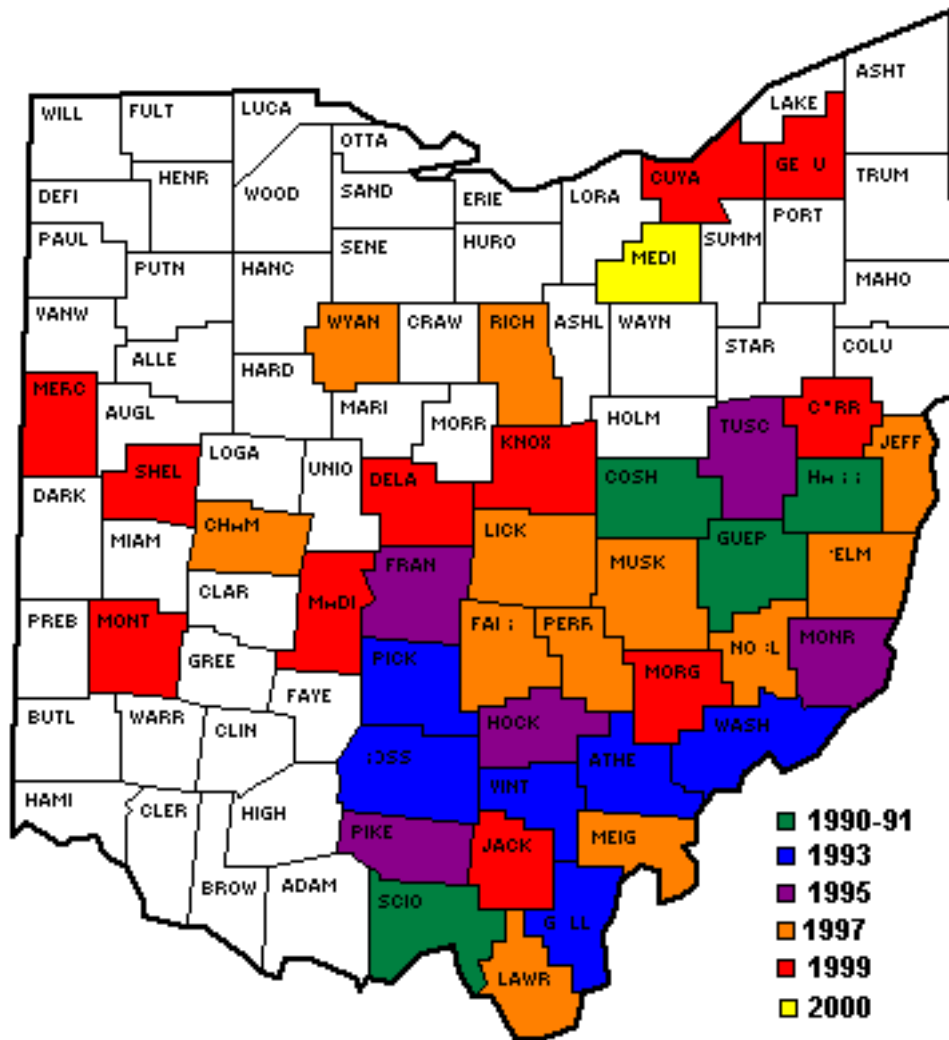 ASHT
LAKE
WILL
FULT
LUCA
OTTA
CUYA
TRUM
HENR
DEFI
WOOD
SAND
ERIE
LORA
PORT
PAUL
SENE
HURO
SUMM
PUTN
HANC
MEDI
MAHO
VANW
WYAN
CRAW
RICH
ASHL
WAYN
STAR
COLU
ALLE
HARD
MERC
AUGL
MARI
MORR
HOLM
TUSC
JEFF
KNOX
LOGA
UNIO
SHEL
DELA
COSH
DARK
MIAM
LICK
MUSK
FRAN
CLAR
PREB
MONT
PERR
MONR
GREE
PICK
MORG
FAYE
BUTL
WARR
CLIN
HOCK
WASH
ATHE
VINT
HAMI
CLER
HIGH
PIKE
JACK
MEIG
BROW
ADAM
SCIO
LAWR
1990-91
1993
1995
1997
1999
2000